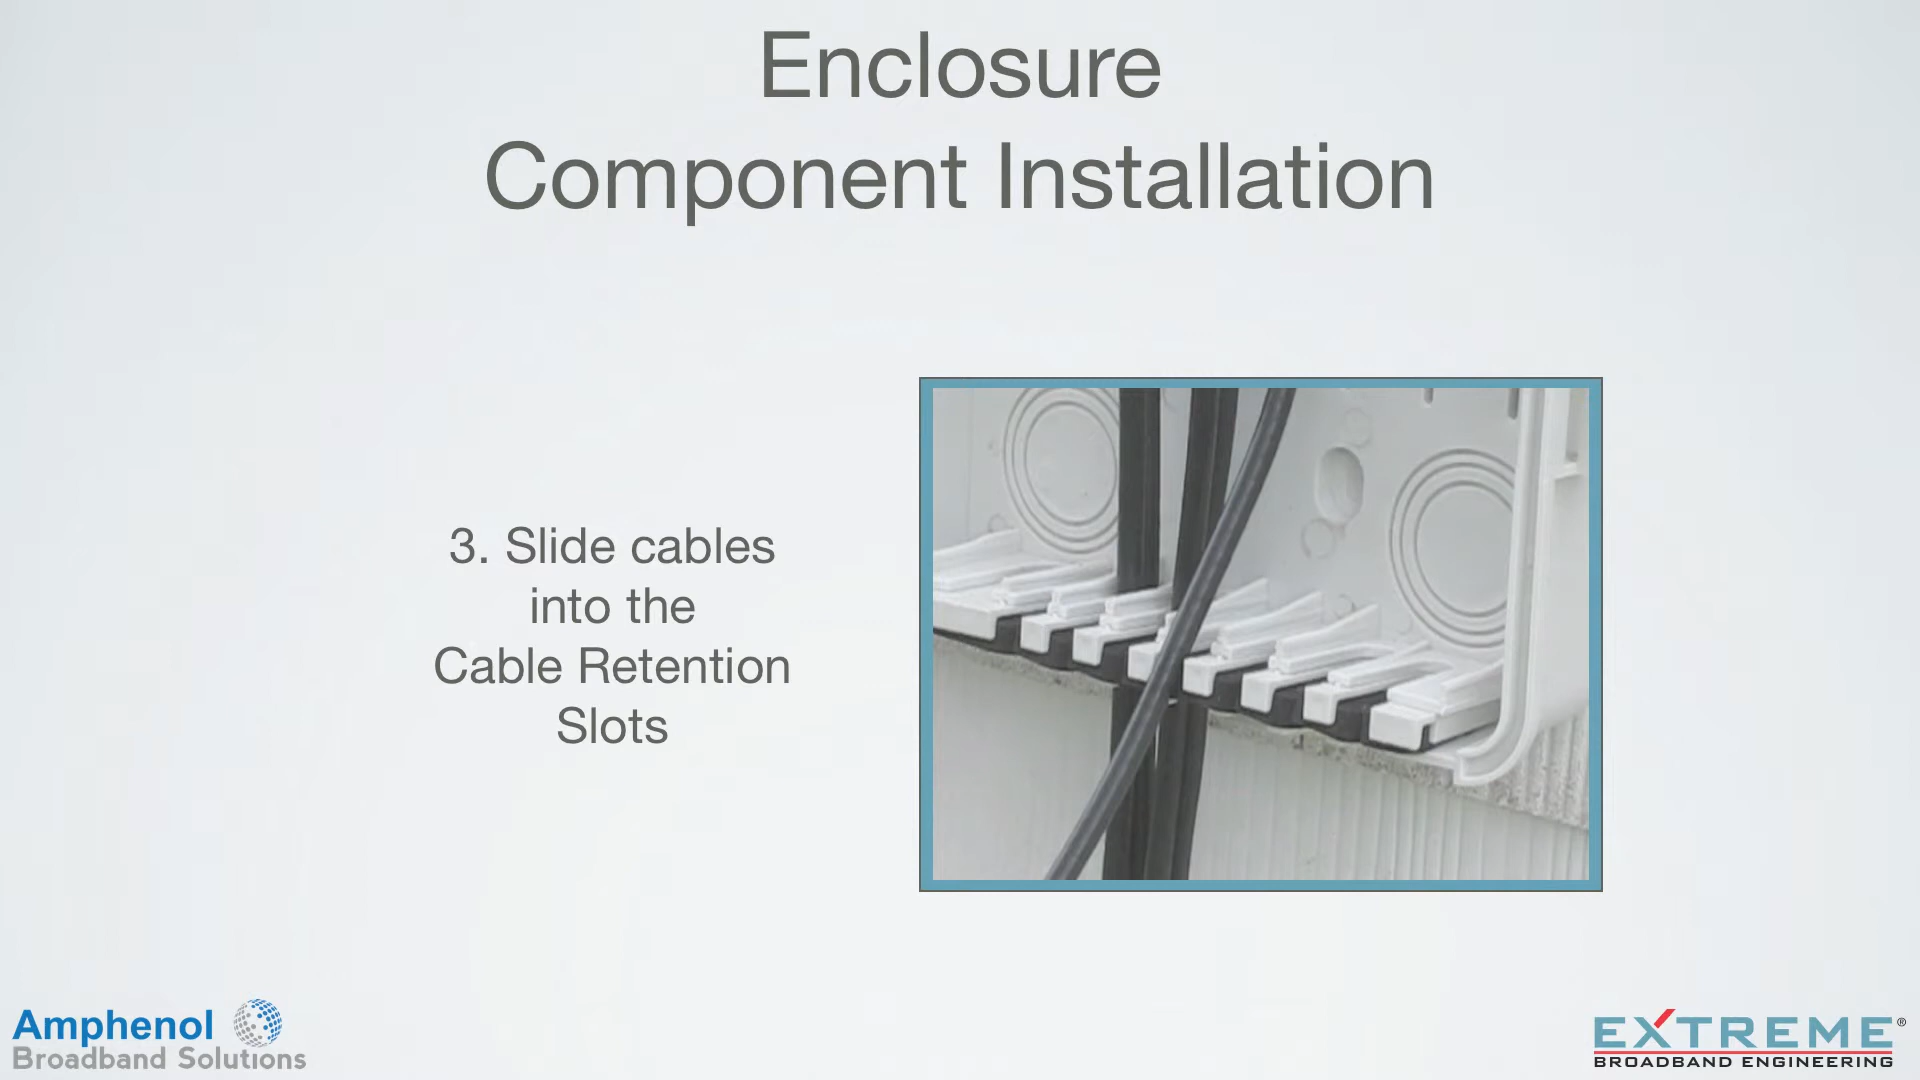 Enclosure
Component Installation
3. Slide cables
into the
Cable Retention
Slots
Amphenol
Broadband Solutions
EXTREME®
BROADBAND ENGINEERING